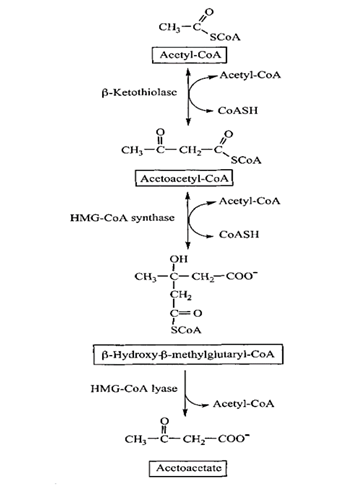 O
CH₃–C
SCoA
Acetyl-CoA
Acetyl-CoA
β-Ketothiolase
CoASH
O O
CH₃–C–CH₂–C
SCoA
Acetoacetyl-CoA
Acetyl-CoA
HMG-CoA synthase
CoASH
OH
CH₃–C–CH₂–COO⁻
CH₂
C=O
SCoA
β-Hydroxy-β-methylglutaryl-CoA
HMG-CoA lyase
Acetyl-CoA
O
CH₃–C–CH₂–COO⁻
Acetoacetate